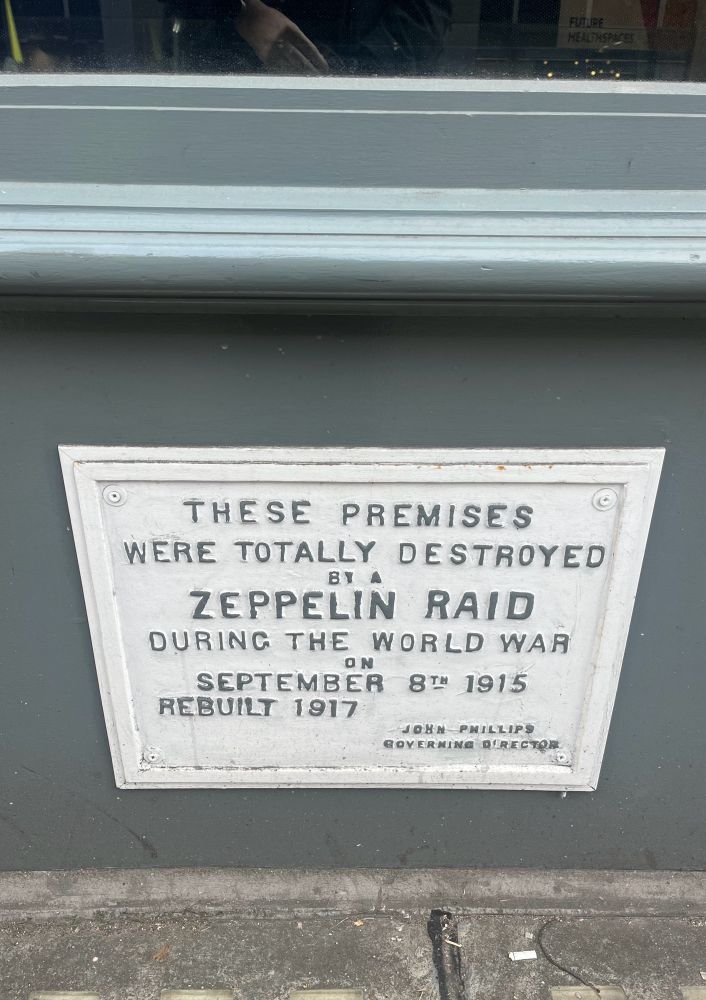 FUTURE
HEALTHSPACES
THESE PREMISES
WERE TOTALLY DESTROYED
BY A
ZEPPELIN RAID
DURING THE WORLD WAR
ON
SEPTEMBER 8TH 1915
REBUILT 1917
JOHN PHILLIPS
GOVERNING DIRECTOR